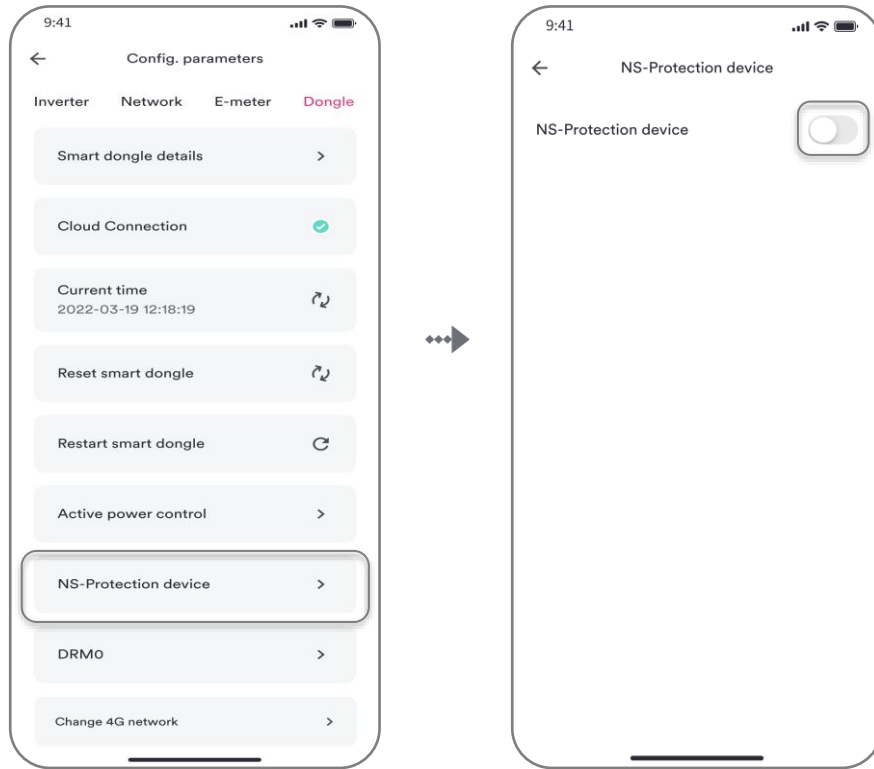 9:41
Config. parameters
Inverter Network E-meter Dongle
Smart dongle details
Cloud Connection
Current time
2022-03-19 12:18:19
Reset smart dongle
Restart smart dongle
Active power control
NS-Protection device
DRM0
Change 4G network
9:41
NS-Protection device
NS-Protection device